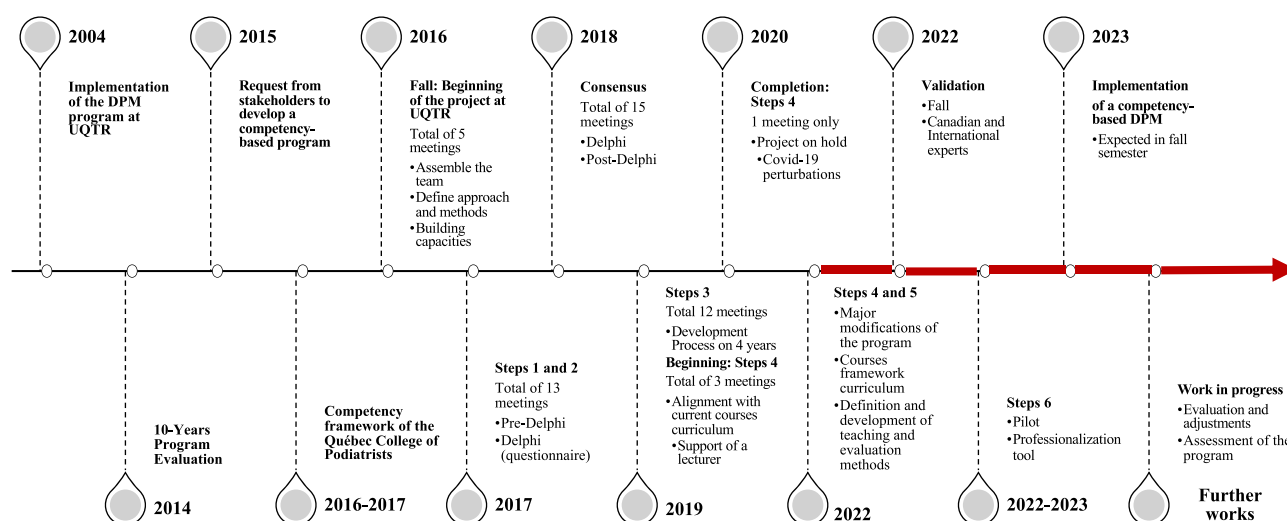 2004
Implementation
of the DPM
program at
UQTR
2015
Request from
stakeholders to
develop a
competency-
based program
2016
Fall: Beginning
of the project at
UQTR
Total of 5
meetings
•Assemble the
team
•Define approach
and methods
•Building
capacities
2018
Consensus
Total of 15
meetings
•Delphi
•Post-Delphi
2020
Completion:
Steps 4
1 meeting only
•Project on hold
•Covid-19
perturbations
2022
Validation
•Fall
•Canadian and
International
experts
2023
Implementation
of a competency-
based DPM
•Expected in fall
semester
10-Years
Program
Evaluation
2014
Competency
framework of the
Québec College of
Podiatrists
2016-2017
Steps 1 and 2
Total of 13
meetings
•Pre-Delphi
•Delphi
(questionnaire)
2017
Steps 3
Total 12 meetings
•Development
Process on 4 years
Beginning: Steps 4
Total of 3 meetings
•Alignment with
current courses
curriculum
•Support of a
lecturer
2019
Steps 4 and 5
•Major
modifications of
the program
•Courses
framework
curriculum
•Definition and
development of
teaching and
evaluation
methods
2022
Steps 6
•Pilot
•Professionalization
tool
2022-2023
Work in progress
•Evaluation and
adjustments
•Assessment of the
program
Further
works